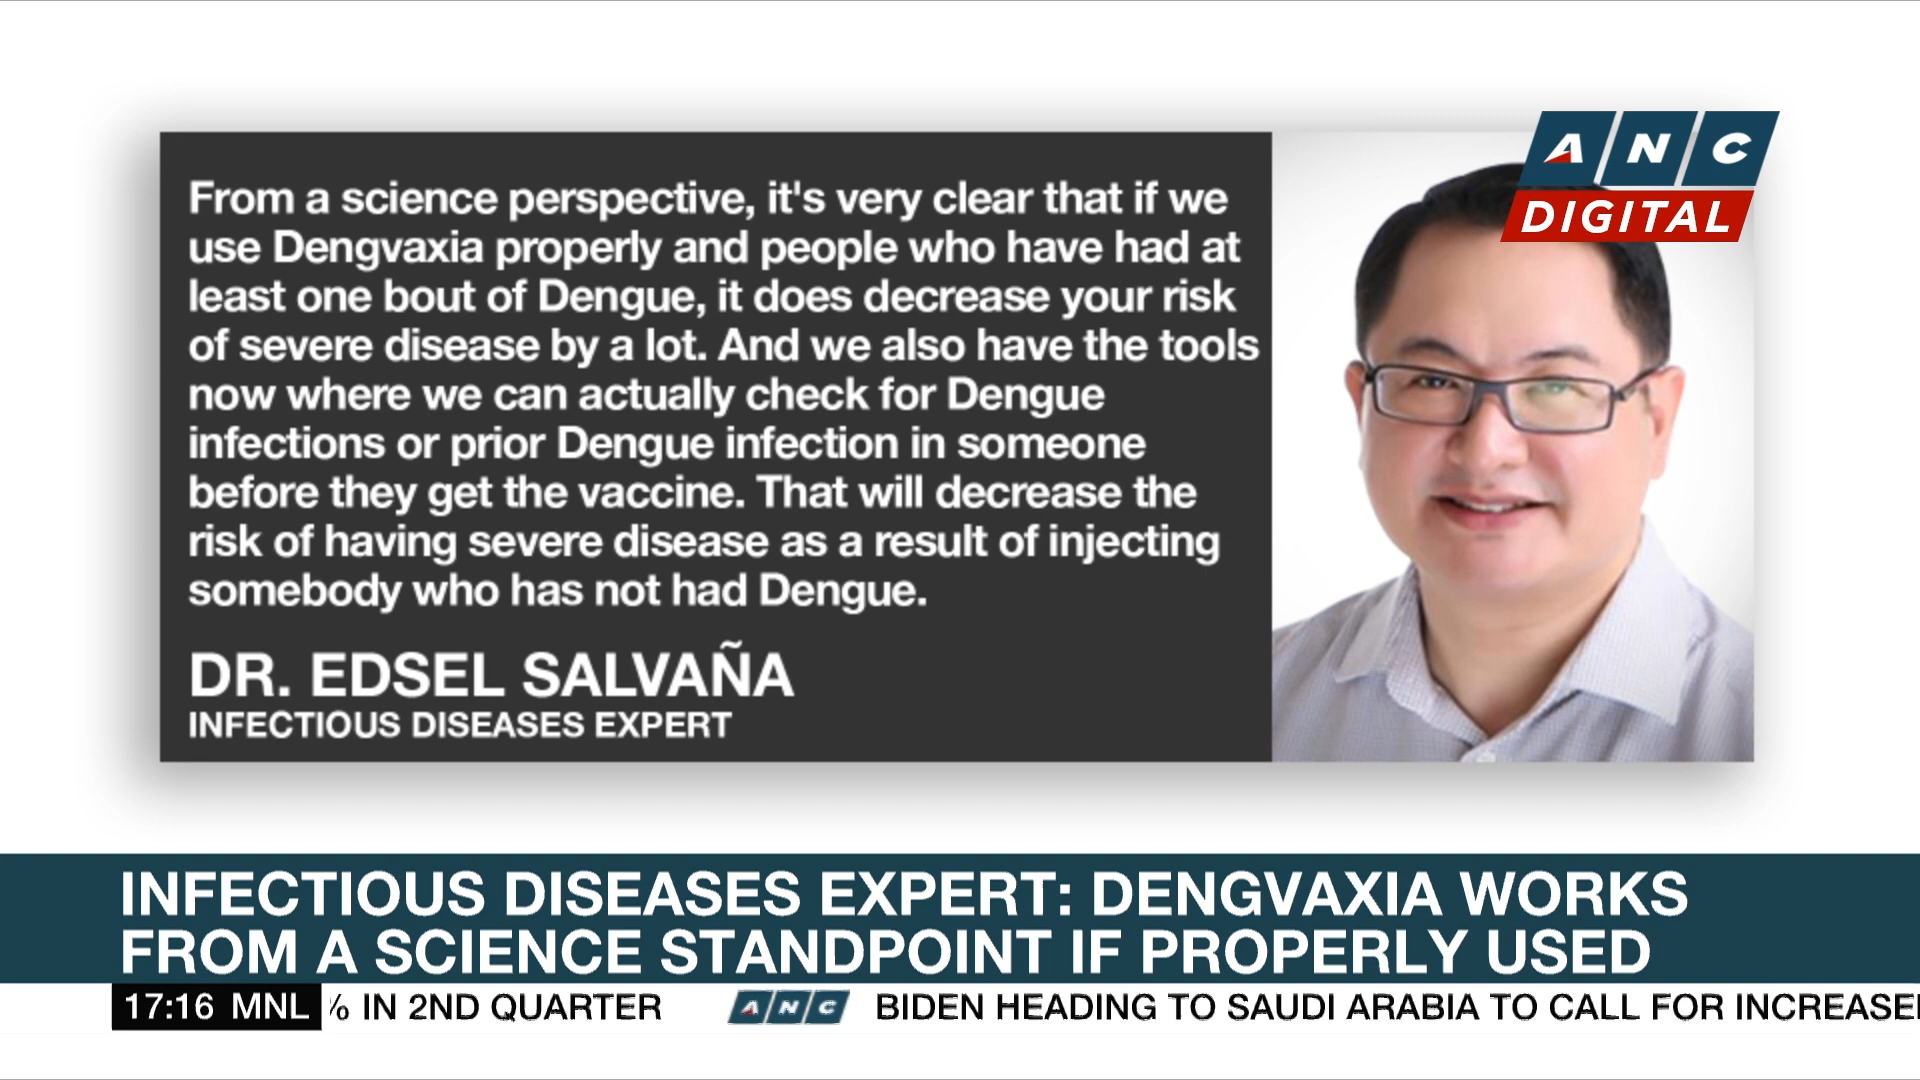 ANC
DIGITAL
From a science perspective, it's very clear that if we
use Dengvaxia properly and people who have had at
least one bout of Dengue, it does decrease your risk
of severe disease by a lot. And we also have the tools
now where we can actually check for Dengue
infections or prior Dengue infection in someone
before they get the vaccine. That will decrease the
risk of having severe disease as a result of injecting
somebody who has not had Dengue.
DR. EDSEL SALVAÑA
INFECTIOUS DISEASES EXPERT
INFECTIOUS DISEASES EXPERT: DENGVAXIA WORKS
FROM A SCIENCE STANDPOINT IF PROPERLY USED
17:16 MNL % IN 2ND QUARTER ANC BIDEN HEADING TO SAUDI ARABIA TO CALL FOR